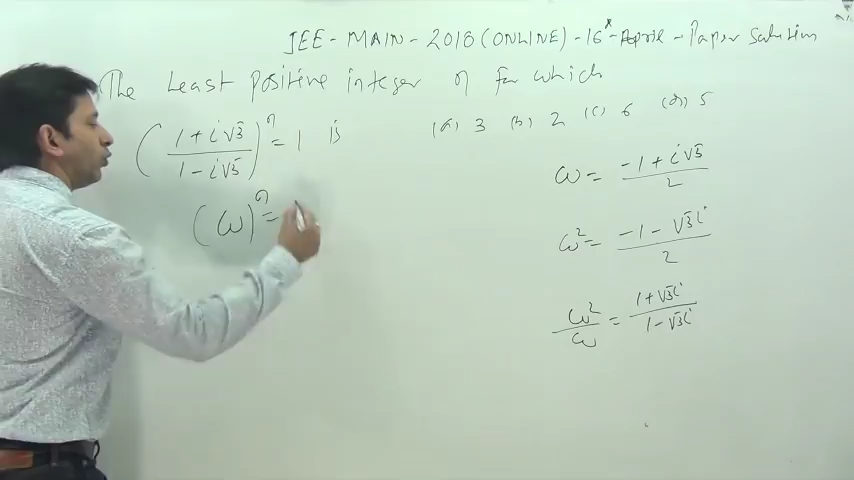 JEE - MAIN - 2018 (ONLINE) - 16 - April - Paper Solution
The Least positive integer n for which
( (1 + i√3) / (1 - i√3) )^n = 1 is
(a) 3 (b) 2 (c) 6 (d) 5
(ω)^n =
ω = (-1 + i√3) / 2
ω² = (-1 - √3i) / 2
ω² / ω = (1 + √3i) / (1 - √3i)